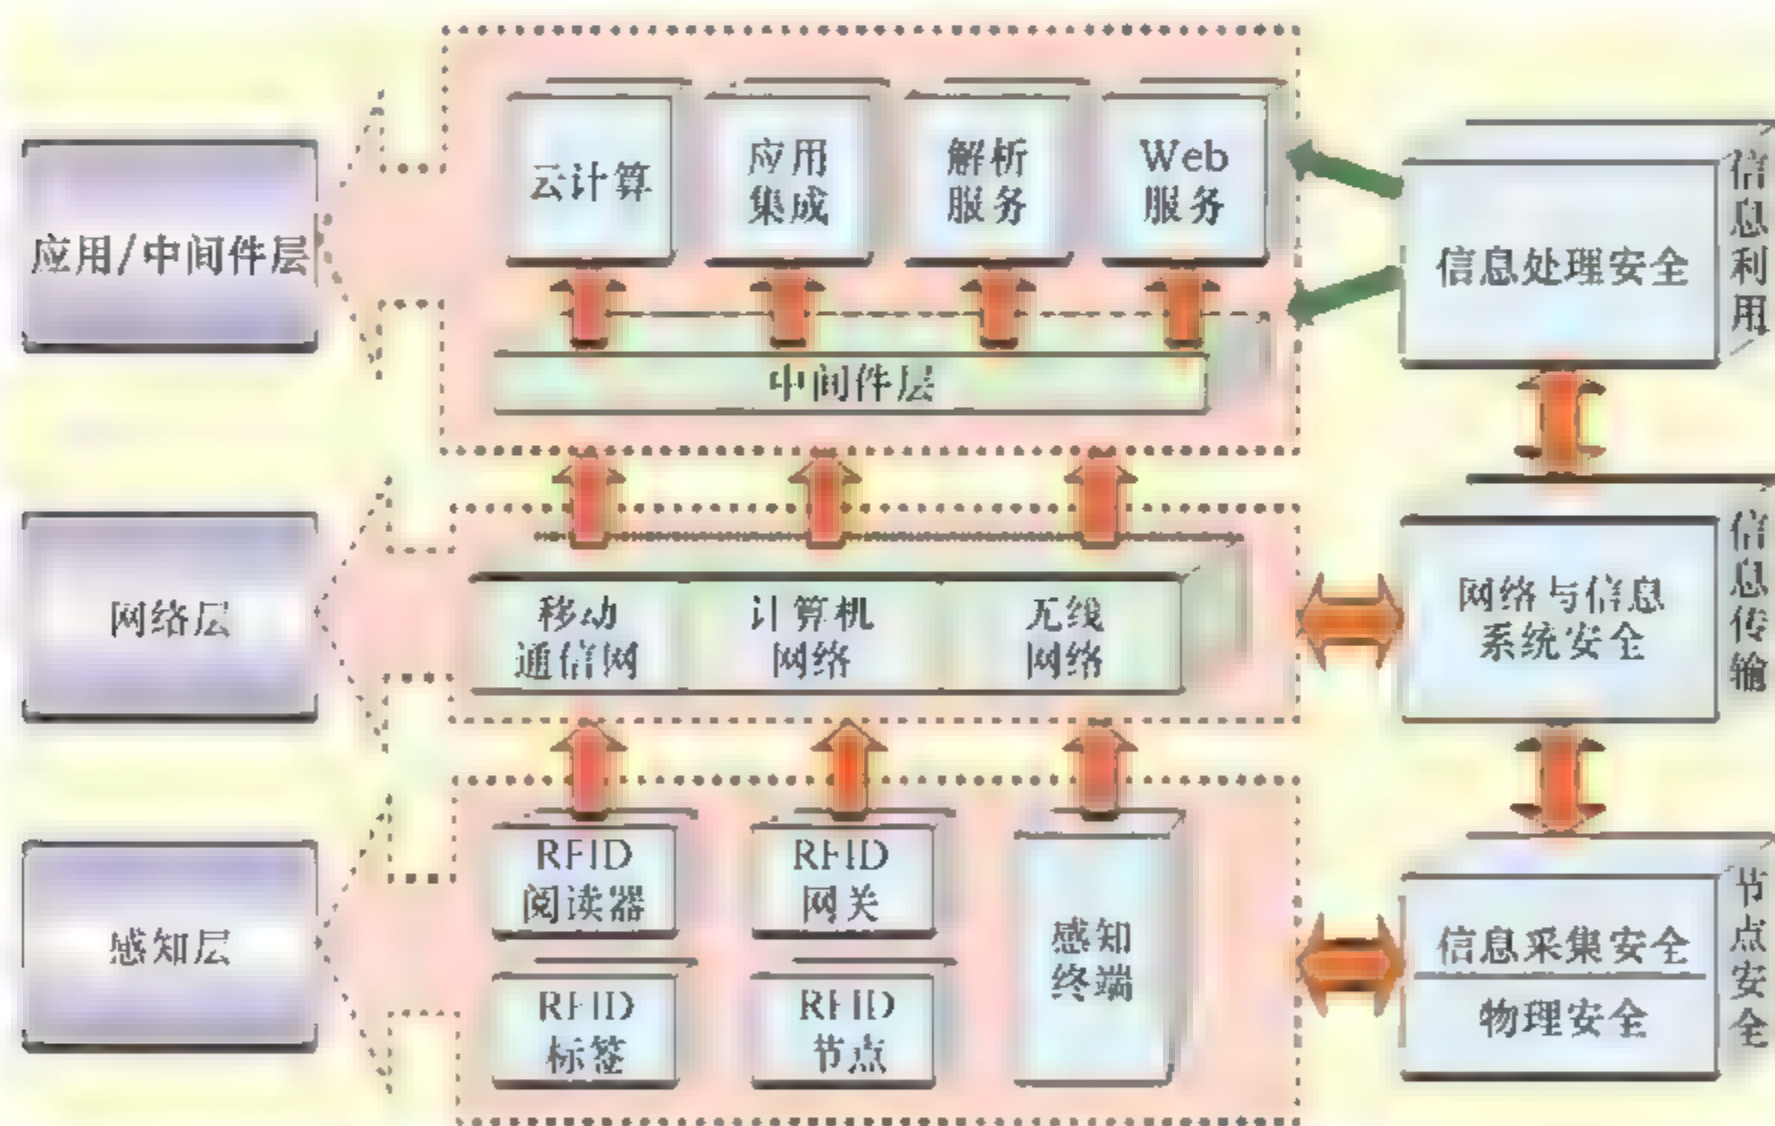 应用/中间件层
云计算
应用
集成
解析
服务
Web
服务
中间件层
信息处理安全
信息利用
网络层
移动
通信网
计算机
网络
无线
网络
网络与信息
系统安全
信息传输
感知层
RFID
阅读器
RFID
网关
感知
终端
RFID
标签
RFID
节点
信息采集安全
物理安全
节点安全